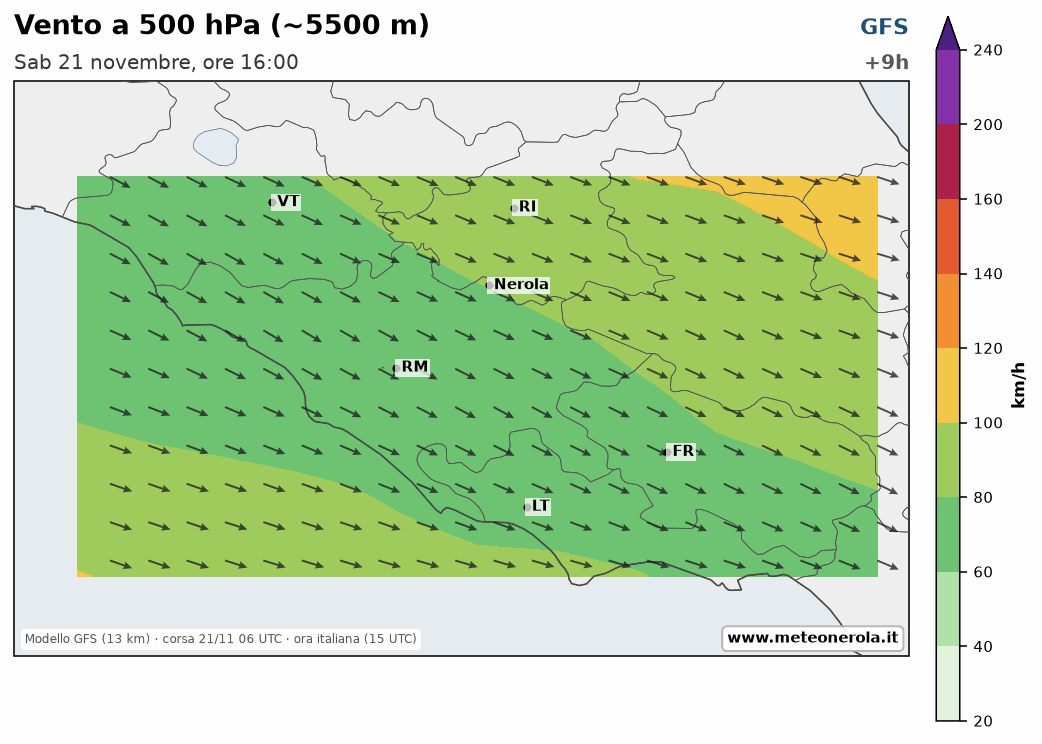 Vento a 500 hPa (~5500 m)
GFS
Sab 21 novembre, ore 16:00
+9h
VT
RI
Nerola
RM
FR
LT
Modello GFS (13 km) · corsa 21/11 06 UTC · ora italiana (15 UTC)
www.meteonerola.it
240
200
160
140
120
100
80
60
40
20
km/h